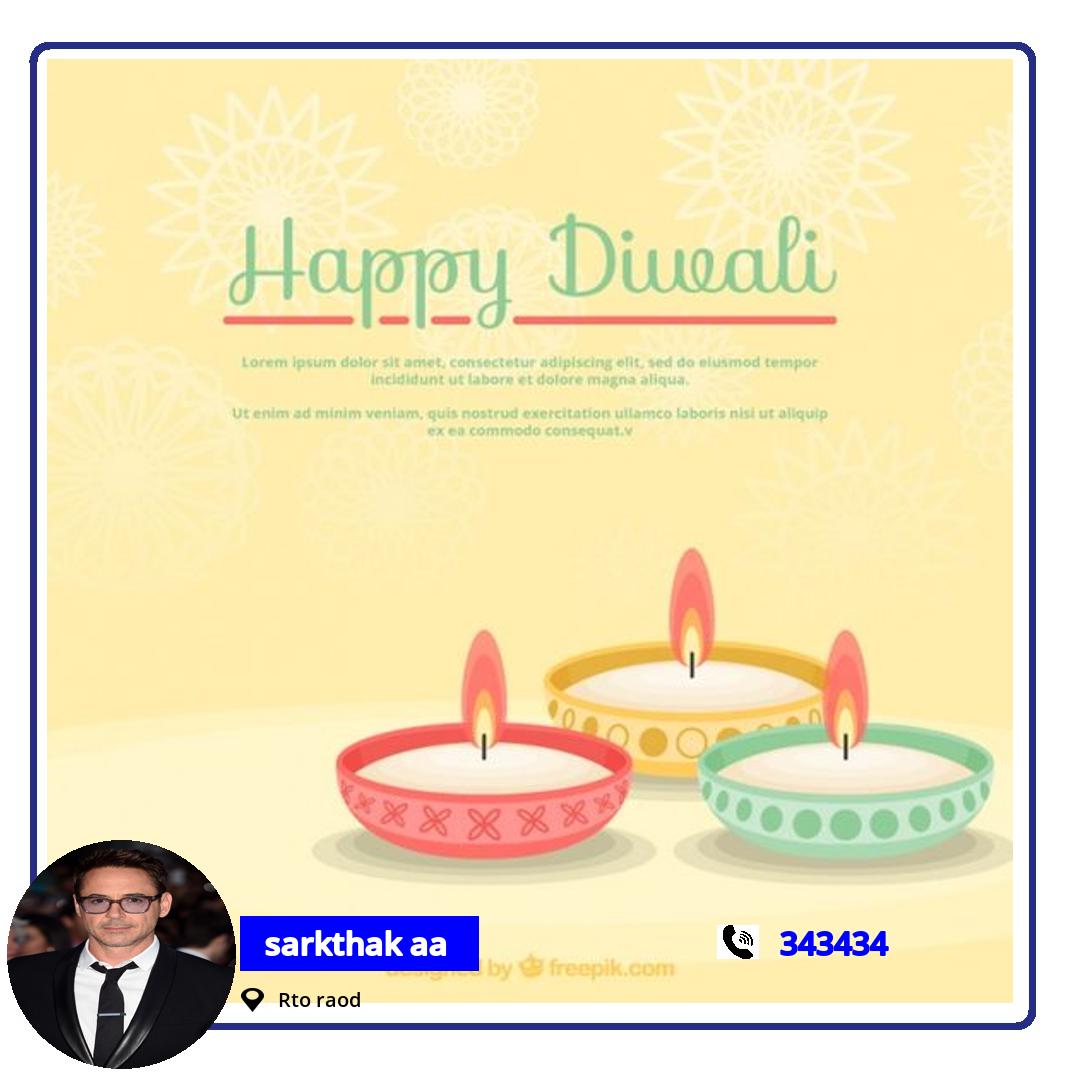 Happy Diwali
Lorem ipsum dolor sit amet, consectetur adipiscing elit, sed do eiusmod tempor
incididunt ut labore et dolore magna aliqua.
Ut enim ad minim veniam, quis nostrud exercitation ullamco laboris nisi ut aliquip
ex ea commodo consequat.v
sarkthak aa
343434
designed by freepik.com
Rto raod